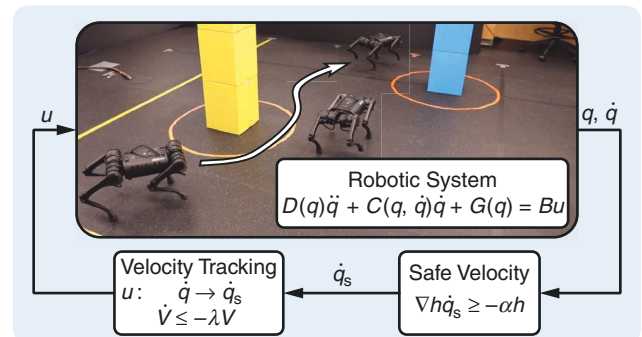 u
q, q̇
Robotic System
D(q)q̈ + C(q, q̇)q̇ + G(q) = Bu
Velocity Tracking
u: q̇ → q̇ₛ
V̇ ≤ −λV
q̇ₛ
Safe Velocity
∇hq̇ₛ ≥ −αh